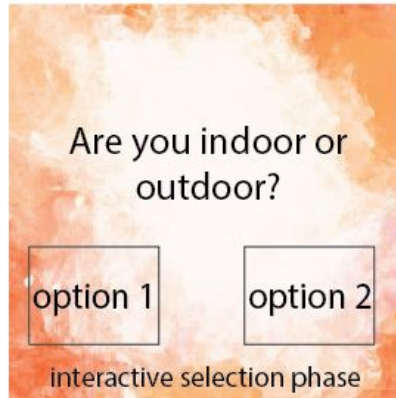 Are you indoor or
outdoor?
option 1
option 2
interactive selection phase